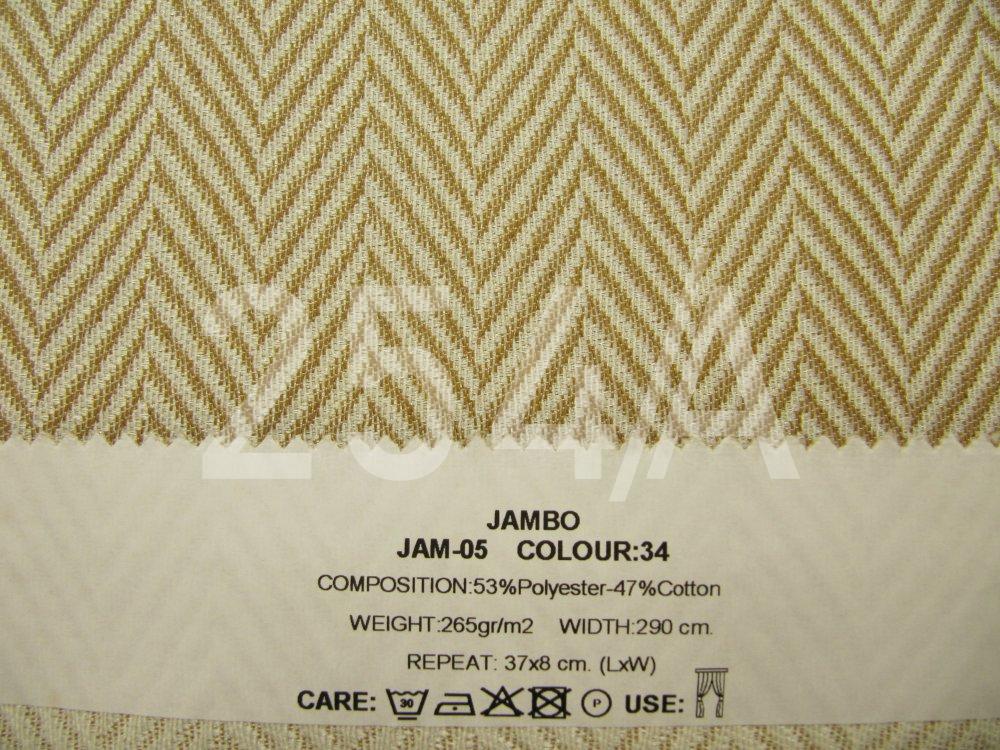 254/A
JAMBO
JAM-05 COLOUR:34
COMPOSITION:53%Polyester-47%Cotton
WEIGHT:265gr/m2 WIDTH:290 cm.
REPEAT: 37x8 cm. (LxW)
CARE: 30 P USE: